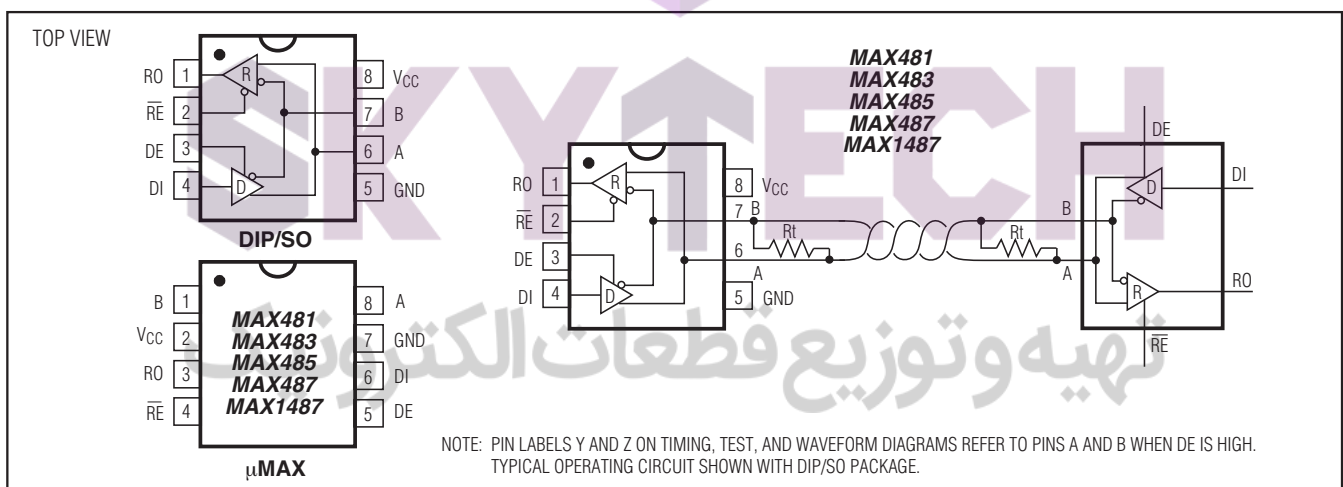 SKYTECH
TOP VIEW
RO 1
R
8 VCC
RE 2
7 B
DE 3
6 A
DI 4
D
5 GND
DIP/SO
B 1
8 A
VCC 2
7 GND
RO 3
6 DI
RE 4
5 DE
MAX481
MAX483
MAX485
MAX487
MAX1487
μMAX
MAX481
MAX483
MAX485
MAX487
MAX1487
RO 1
R
8 VCC
RE 2
7 B
DE 3
6 A
DI 4
D
5 GND
Rt
Rt
B
A
DE
D
DI
R
RO
RE
تهیه و توزیع قطعات الکترونیک
NOTE: PIN LABELS Y AND Z ON TIMING, TEST, AND WAVEFORM DIAGRAMS REFER TO PINS A AND B WHEN DE IS HIGH.
TYPICAL OPERATING CIRCUIT SHOWN WITH DIP/SO PACKAGE.